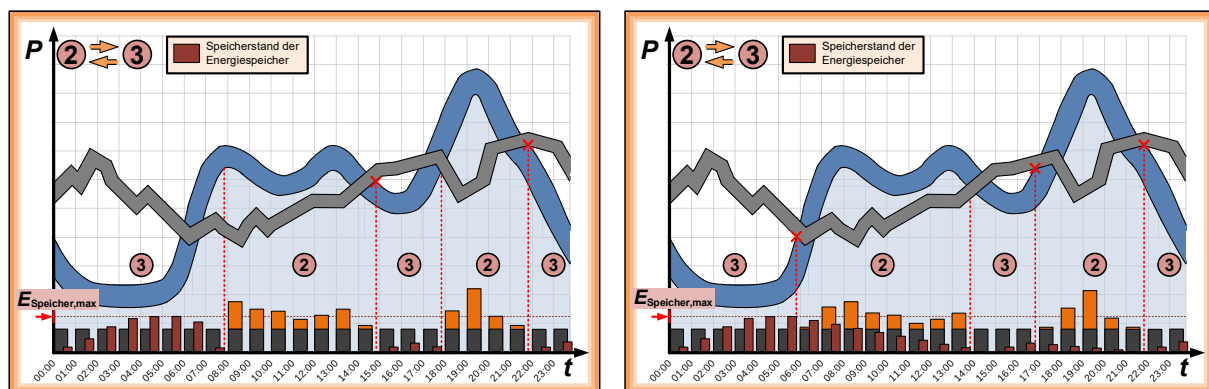 P
2 3
Speicherstand der
Energiespeicher
3 2 3 2 3
ESpeicher,max
00:00 01:00 02:00 03:00 04:00 05:00 06:00 07:00 08:00 09:00 10:00 11:00 12:00 13:00 14:00 15:00 16:00 17:00 18:00 19:00 20:00 21:00 22:00 23:00
t
P
2 3
Speicherstand der
Energiespeicher
3 2 3 2 3
ESpeicher,max
00:00 01:00 02:00 03:00 04:00 05:00 06:00 07:00 08:00 09:00 10:00 11:00 12:00 13:00 14:00 15:00 16:00 17:00 18:00 19:00 20:00 21:00 22:00 23:00
t